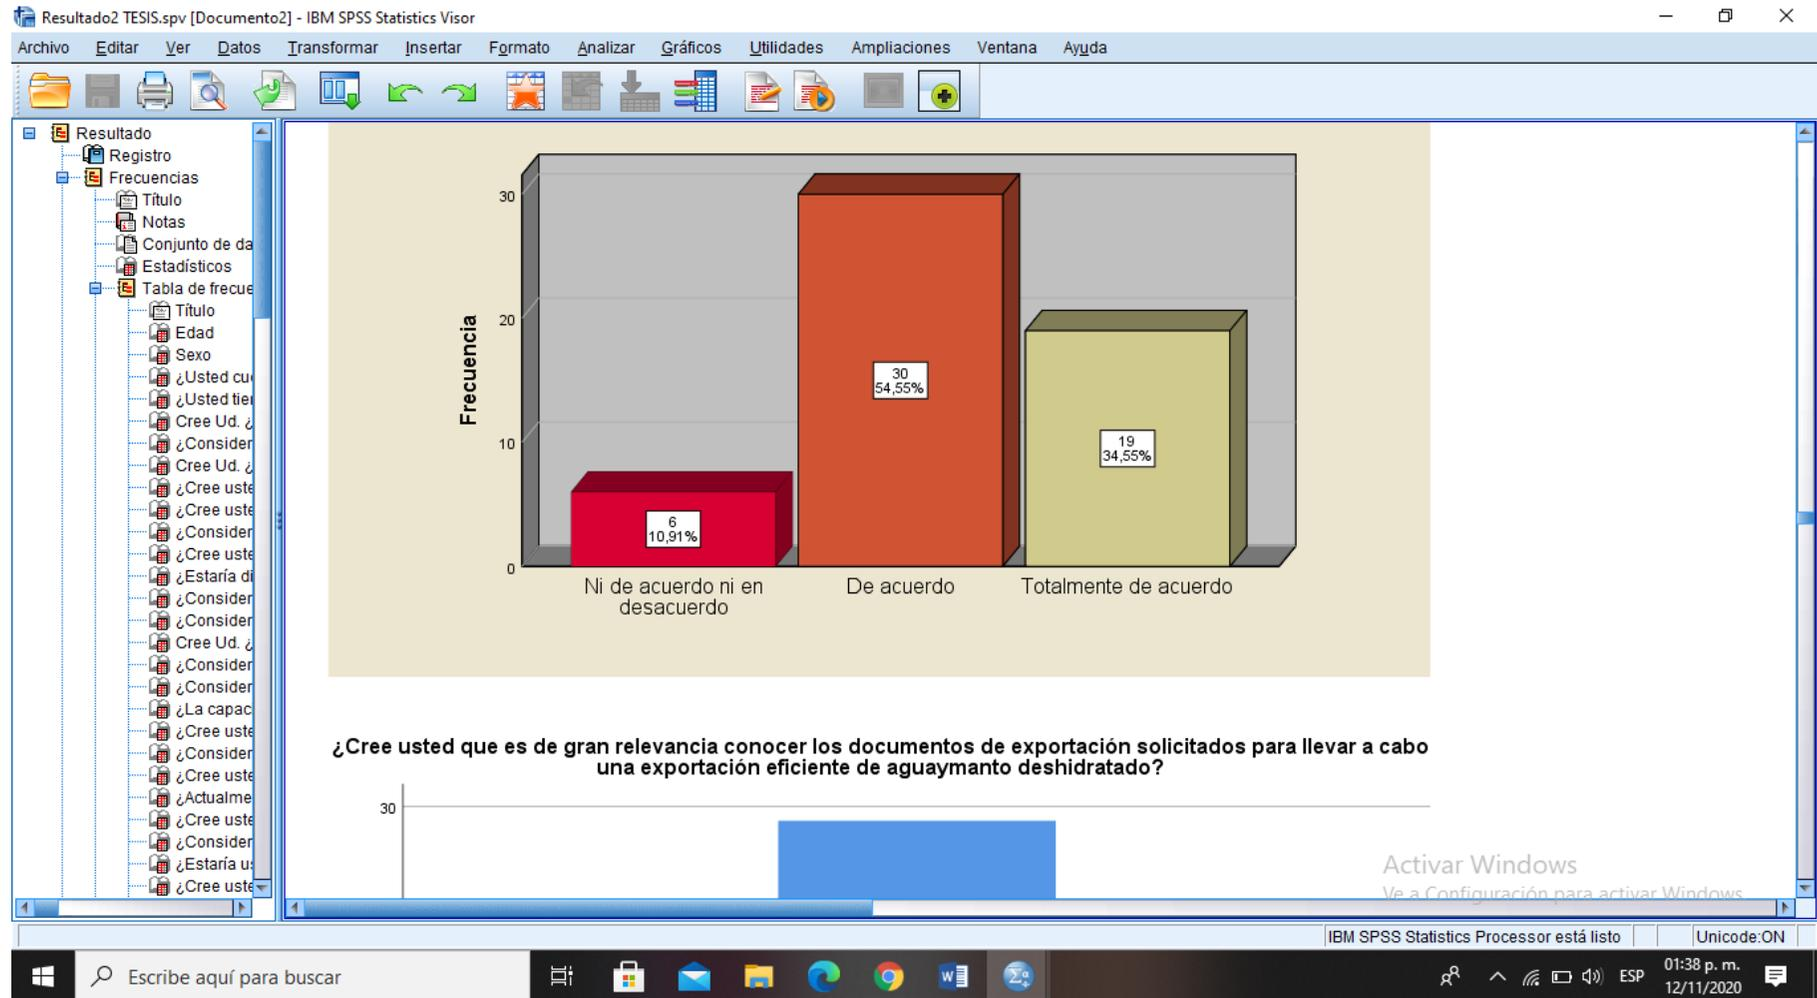 Resultado2 TESIS.spv [Documento2] - IBM SPSS Statistics Visor
Archivo Editar Ver Datos Transformar Insertar Formato Analizar Gráficos Utilidades Ampliaciones Ventana Ayuda
Resultado
Registro
Frecuencias
Título
Notas
Conjunto de da
Estadísticos
Tabla de frecue
Título
Edad
Sexo
¿Usted cu
¿Usted tie
Cree Ud. ¿
¿Consider
Cree Ud. ¿
¿Cree uste
¿Cree uste
¿Consider
¿Cree uste
¿Estaría di
¿Consider
¿Consider
Cree Ud. ¿
¿Consider
¿Consider
¿La capac
¿Cree uste
¿Consider
¿Cree uste
¿Actualme
¿Cree uste
¿Consider
¿Estaría u
¿Cree uste
Frecuencia
30
20
10
0
6
10,91%
30
54,55%
19
34,55%
Ni de acuerdo ni en
desacuerdo
De acuerdo
Totalmente de acuerdo
¿Cree usted que es de gran relevancia conocer los documentos de exportación solicitados para llevar a cabo
una exportación eficiente de aguaymanto deshidratado?
30
Activar Windows
Ve a Configuración para activar Windows
IBM SPSS Statistics Processor está listo
Unicode:ON
Escribe aquí para buscar
ESP
01:38 p. m.
12/11/2020